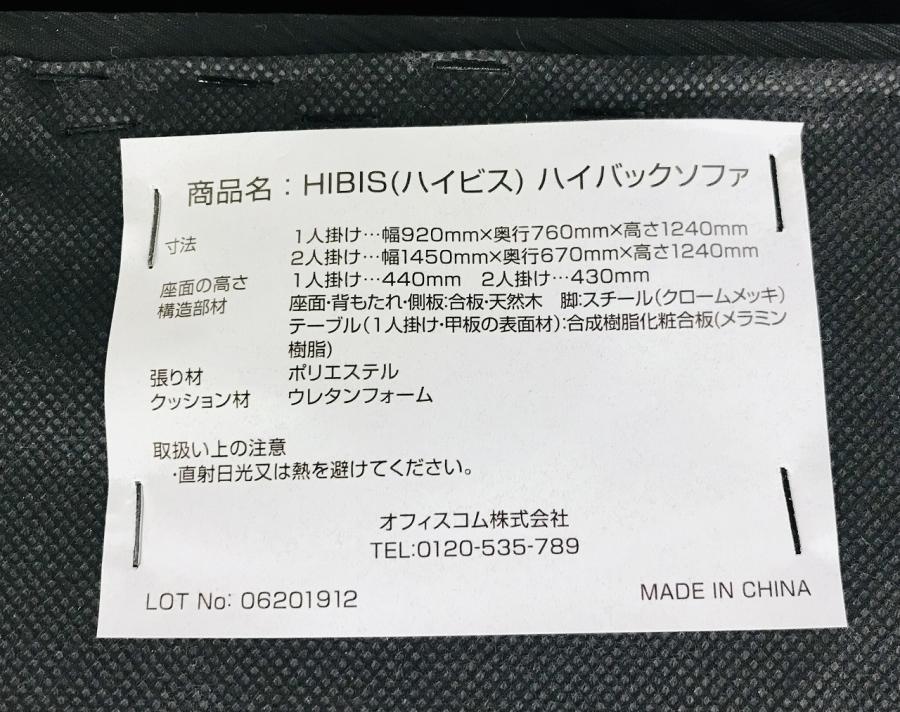 商品名：HIBIS(ハイビス) ハイバックソファ
寸法 1人掛け…幅920mm×奥行760mm×高さ1240mm
2人掛け…幅1450mm×奥行670mm×高さ1240mm
座面の高さ 1人掛け…440mm 2人掛け…430mm
構造部材 座面・背もたれ・側板:合板・天然木 脚:スチール(クロームメッキ)
テーブル(1人掛け・甲板の表面材):合成樹脂化粧合板(メラミン
樹脂)
張り材 ポリエステル
クッション材 ウレタンフォーム
取扱い上の注意
・直射日光又は熱を避けてください。
オフィスコム株式会社
TEL:0120-535-789
LOT No: 06201912 MADE IN CHINA